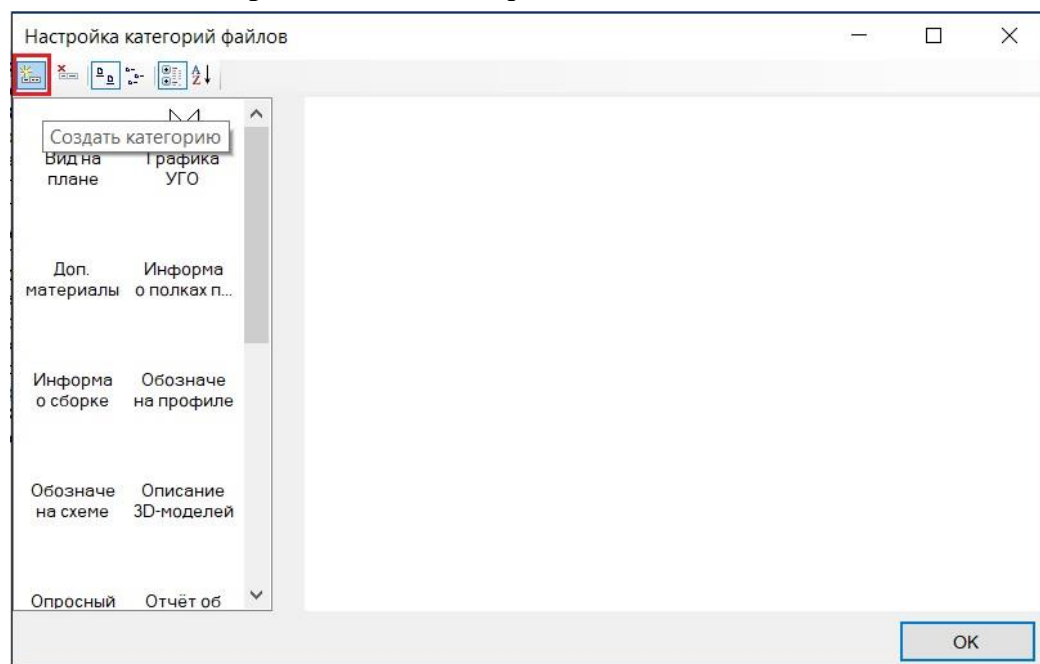 Настройка категорий файлов
Создать категорию
Вид на плане
Графика УГО
Доп. материалы
Информа о полках п...
Информа о сборке
Обозначе на профиле
Обозначе на схеме
Описание 3D-моделей
Опросный
Отчёт об
OK